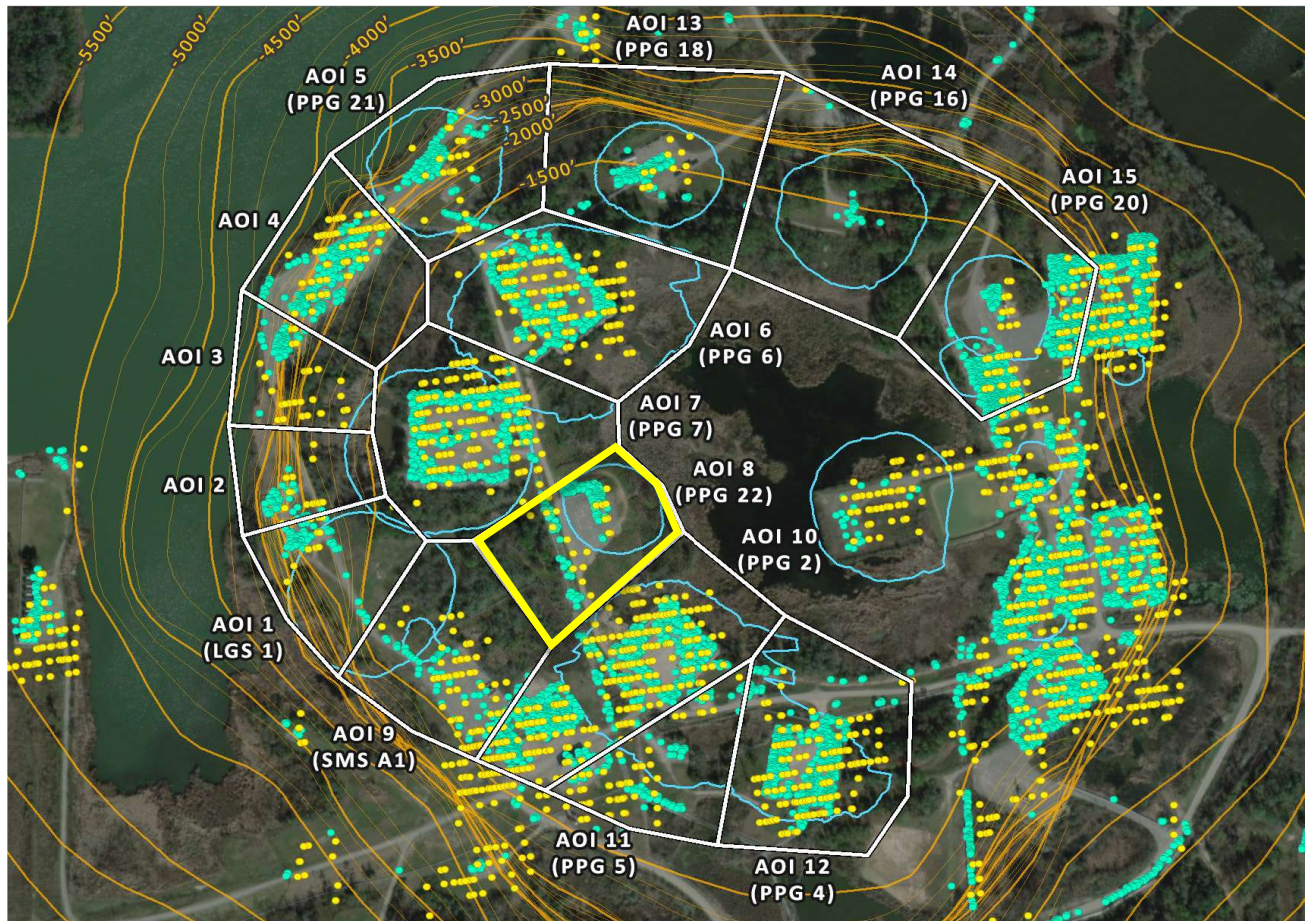 -5500'
-5000'
-4500'
-4000'
-3500'
-3000'
-2500'
-2000'
-1500'
AOI 13
(PPG 18)
AOI 5
(PPG 21)
AOI 14
(PPG 16)
AOI 15
(PPG 20)
AOI 4
AOI 3
AOI 6
(PPG 6)
AOI 7
(PPG 7)
AOI 8
(PPG 22)
AOI 2
AOI 10
(PPG 2)
AOI 1
(LGS 1)
AOI 9
(SMS A1)
AOI 11
(PPG 5)
AOI 12
(PPG 4)